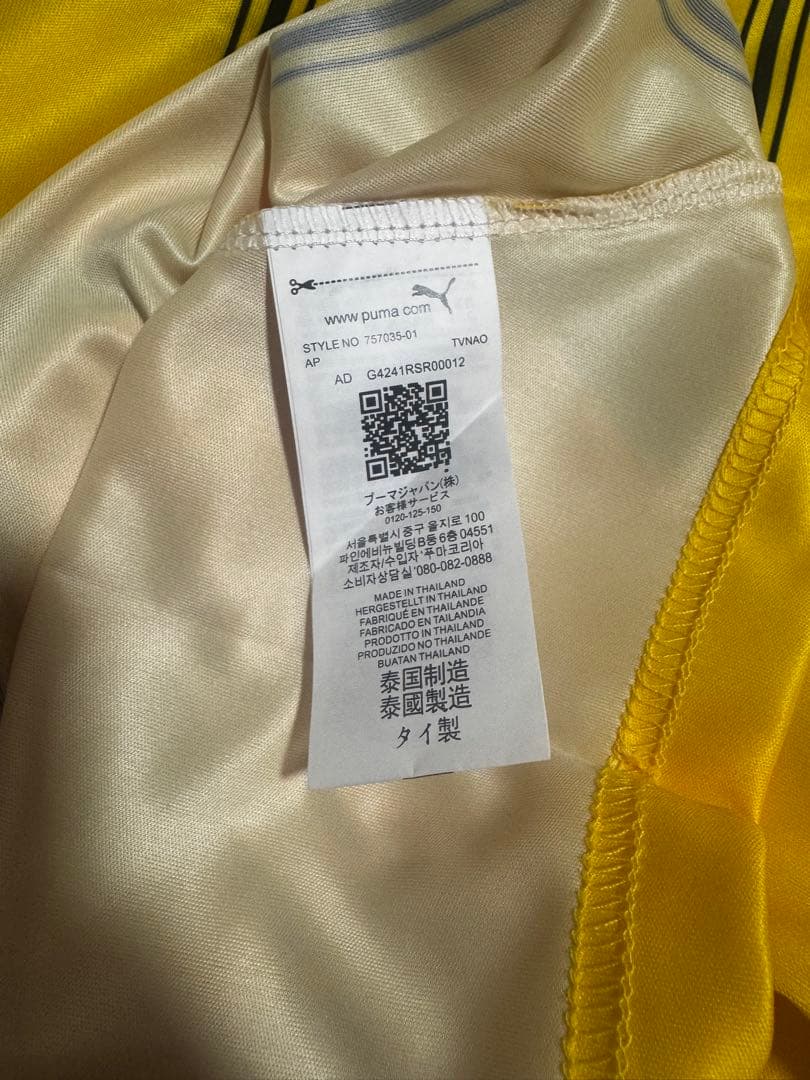 www.puma.com
STYLE NO 757035-01 TVNAO
AP
AD G4241RSR00012
プーマジャパン(株)
お客様サービス
0120-125-150
서울특별시 중구 을지로 100
파인에비뉴빌딩 B동 6층 04551
제조자/수입자 '푸마코리아
소비자상담실 '080-082-0888
MADE IN THAILAND
HERGESTELLT IN THAILAND
FABRIQUÉ EN THAILANDE
FABRICADO EN TAILANDIA
PRODOTTO IN THAILANDIA
PRODUZIDO NO THAILANDE
BUATAN THAILAND
泰国制造
泰國製造
タイ製